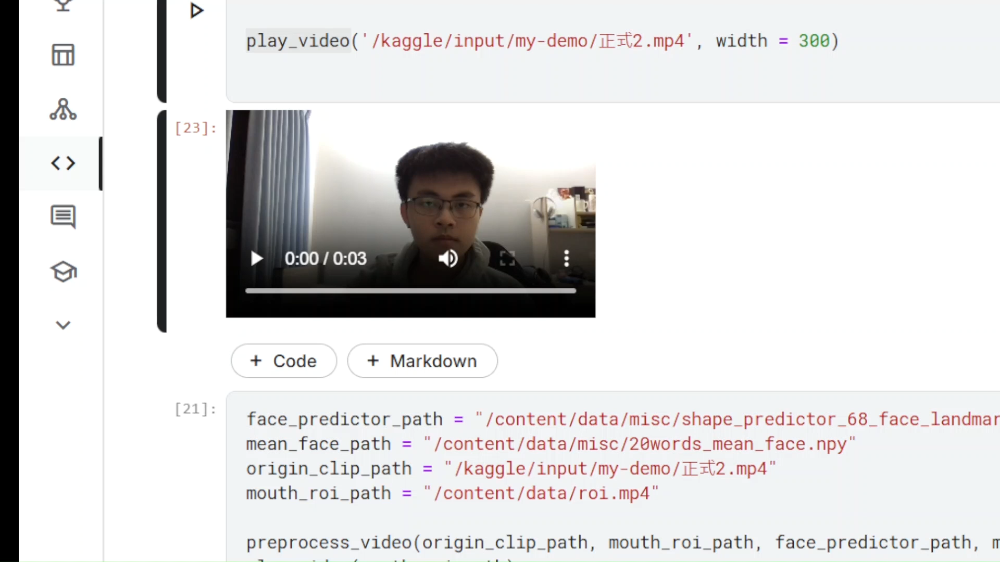 play_video('/kaggle/input/my-demo/正式2.mp4', width = 300)
[23]:
0:00 / 0:03
+ Code
+ Markdown
[21]:
face_predictor_path = "/content/data/misc/shape_predictor_68_face_landmar
mean_face_path = "/content/data/misc/20words_mean_face.npy"
origin_clip_path = "/kaggle/input/my-demo/正式2.mp4"
mouth_roi_path = "/content/data/roi.mp4"
preprocess_video(origin_clip_path, mouth_roi_path, face_predictor_path, m